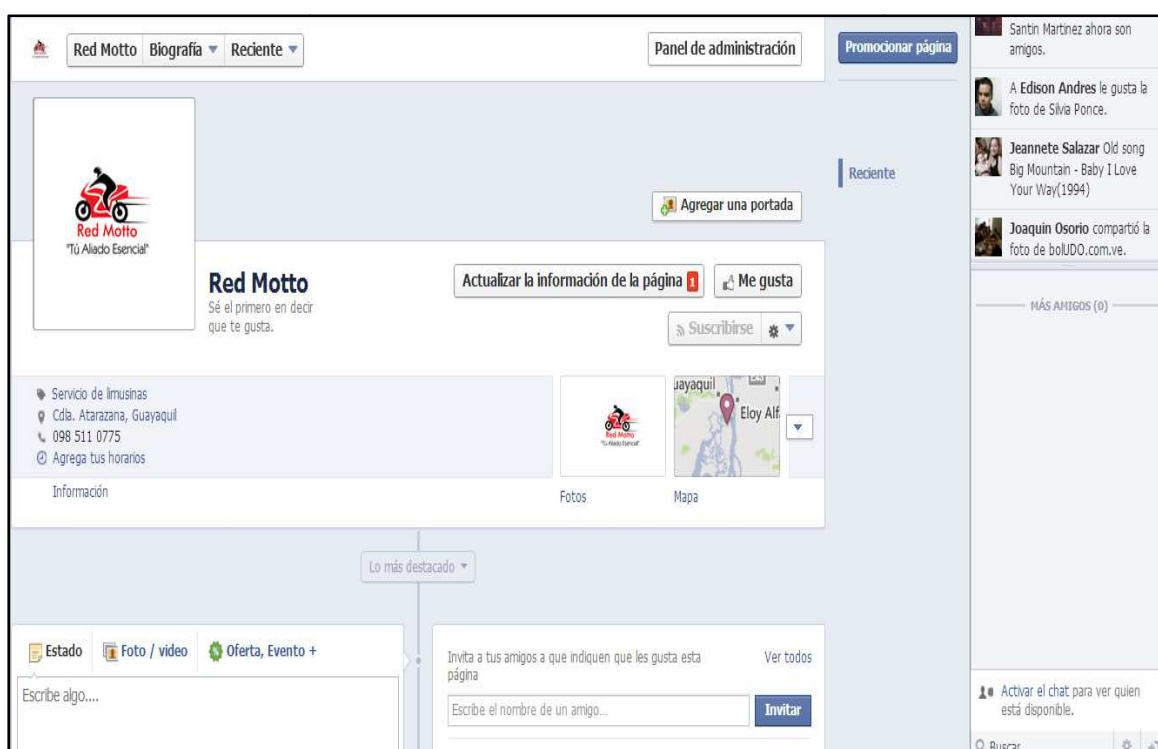 Red Motto Biografía Reciente
Panel de administración
Promocionar página
Red Motto
"Tú Aliado Esencial"
Agregar una portada
Reciente
Red Motto
Sé el primero en decir
que te gusta.
Actualizar la información de la página 1
Me gusta
Suscribirse
Servicio de limusinas
Cdla. Atarazana, Guayaquil
098 511 0775
Agrega tus horarios
Información
Red Motto
"Tú Aliado Esencial"
Fotos
uayaquil
Eloy Alf
Mapa
Lo más destacado
Estado Foto / video Oferta, Evento +
Escribe algo....
Invita a tus amigos a que indiquen que les gusta esta
página
Ver todos
Escribe el nombre de un amigo...
Invitar
Santin Martinez ahora son
amigos.
A Edison Andres le gusta la
foto de Silvia Ponce.
Jeannete Salazar Old song
Big Mountain - Baby I Love
Your Way(1994)
Joaquin Osorio compartió la
foto de bolUDO.com.ve.
MÁS AMIGOS (0)
Activar el chat para ver quien
está disponible.
Buscar